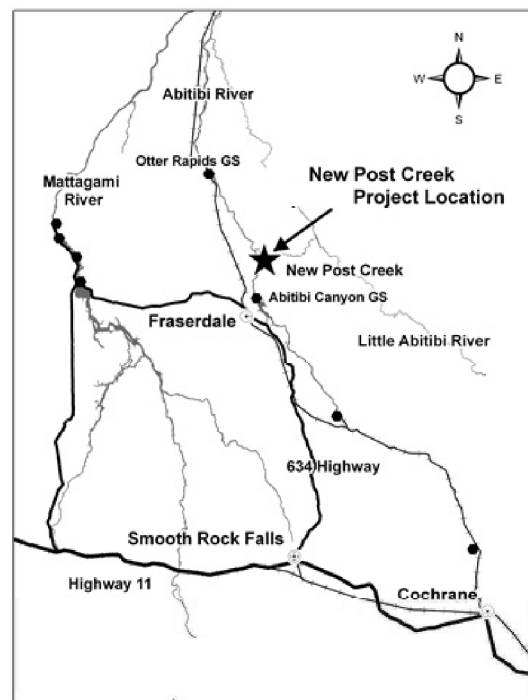 N
W E
S
Abitibi River
Otter Rapids GS
Mattagami
River
New Post Creek
Project Location
New Post Creek
Abitibi Canyon GS
Fraserdale
Little Abitibi River
634 Highway
Smooth Rock Falls
Highway 11
Cochrane